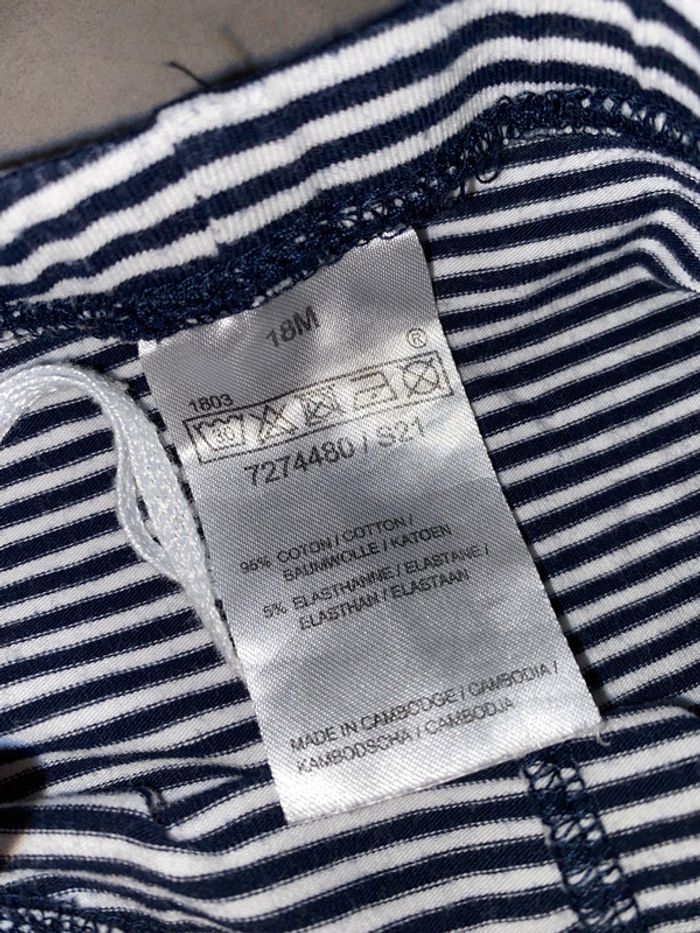 18M
®
1803
30
7274480 / S21
95% COTON / COTTON /
BAUMWOLLE / KATOEN
5% ELASTHANNE / ELASTANE /
ELASTHAN / ELASTAAN
MADE IN CAMBODGE / CAMBODIA /
KAMBODSCHA / CAMBODJA